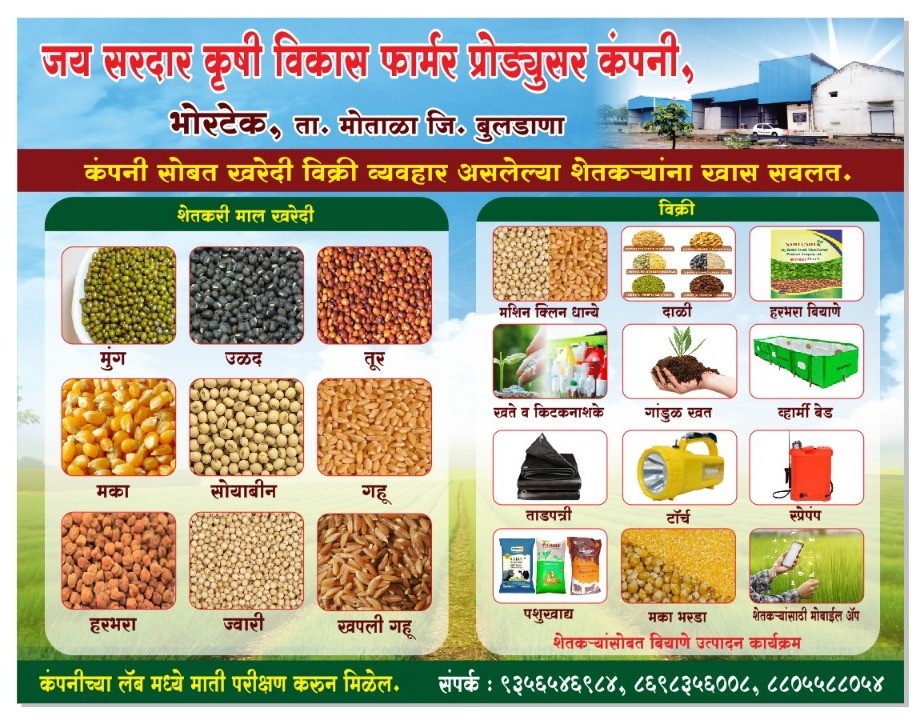 जय सरदार कृषी विकास फार्मर प्रोड्युसर कंपनी,
भोरटेक, ता. मोताळा जि. बुलडाणा
कंपनी सोबत खरेदी विक्री व्यवहार असलेल्या शेतकऱ्यांना खास सवलत.
शेतकरी माल खरेदी
मुंग उळद तूर
मका सोयाबीन गहू
हरभरा ज्वारी खपली गहू
विक्री
मशिन क्लिन धान्ये दाळी हरभरा बियाणे
खते व किटकनाशके गांडुळ खत व्हार्मी बेड
ताडपत्री टॉर्च स्प्रेपंप
पशुखाद्य मका भरडा शेतकऱ्यांसाठी मोबाईल ॲप
शेतकऱ्यांसोबत बियाणे उत्पादन कार्यक्रम
कंपनीच्या लॅब मध्ये माती परीक्षण करुन मिळेल. संपर्क : ९३५६५४६९८४, ८६९८३५६००८, ८८०५५८८०५४